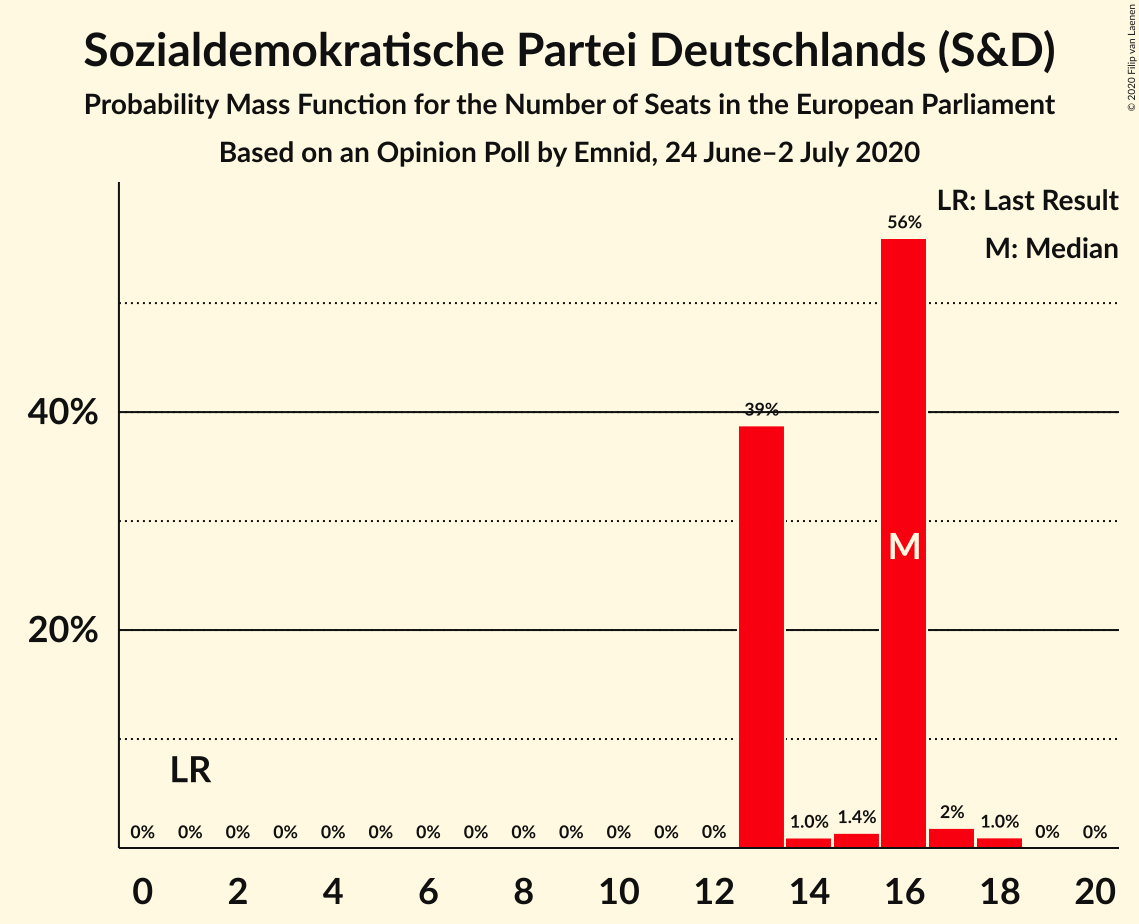 Sozialdemokratische Partei Deutschlands (S&D)
Probability Mass Function for the Number of Seats in the European Parliament
Based on an Opinion Poll by Emnid, 24 June–2 July 2020
© 2020 Filip van Laenen
LR: Last Result
M: Median
56%
40%
39%
M
20%
LR
0% 0% 0% 0% 0% 0% 0% 0% 0% 0% 0% 0% 0% 1.0% 1.4% 2% 1.0% 0% 0%
0 2 4 6 8 10 12 14 16 18 20